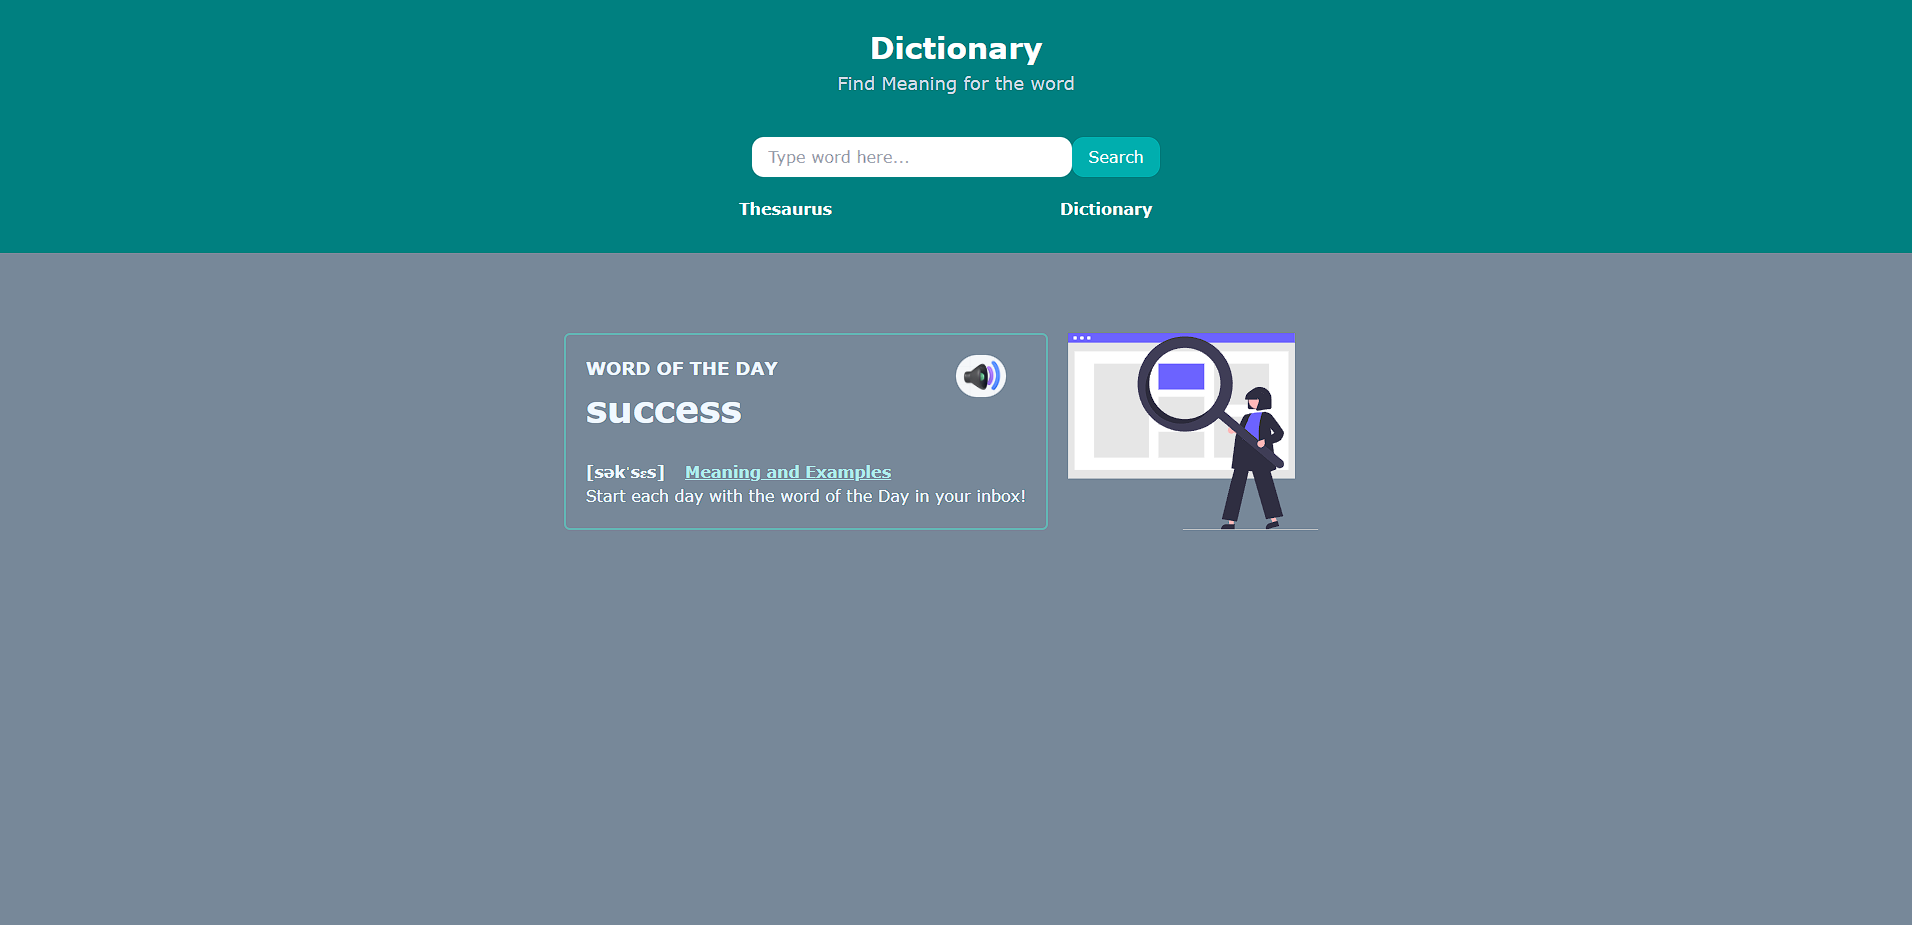 Dictionary
Find Meaning for the word
Type word here...
Search
Thesaurus
Dictionary
WORD OF THE DAY
success
[səkˈsɛs]
Meaning and Examples
Start each day with the word of the Day in your inbox!